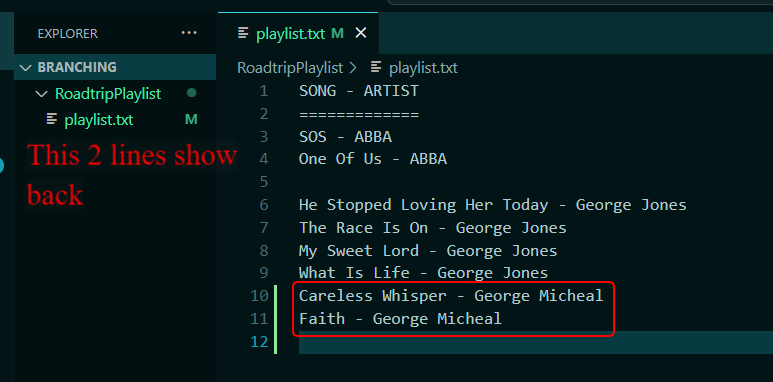 EXPLORER
···
playlist.txt M
BRANCHING
RoadtripPlaylist
playlist.txt M
This 2 lines show
back
RoadtripPlaylist > playlist.txt
1 SONG - ARTIST
2 =============
3 SOS - ABBA
4 One Of Us - ABBA
5
6 He Stopped Loving Her Today - George Jones
7 The Race Is On - George Jones
8 My Sweet Lord - George Jones
9 What Is Life - George Jones
10 Careless Whisper - George Micheal
11 Faith - George Micheal
12